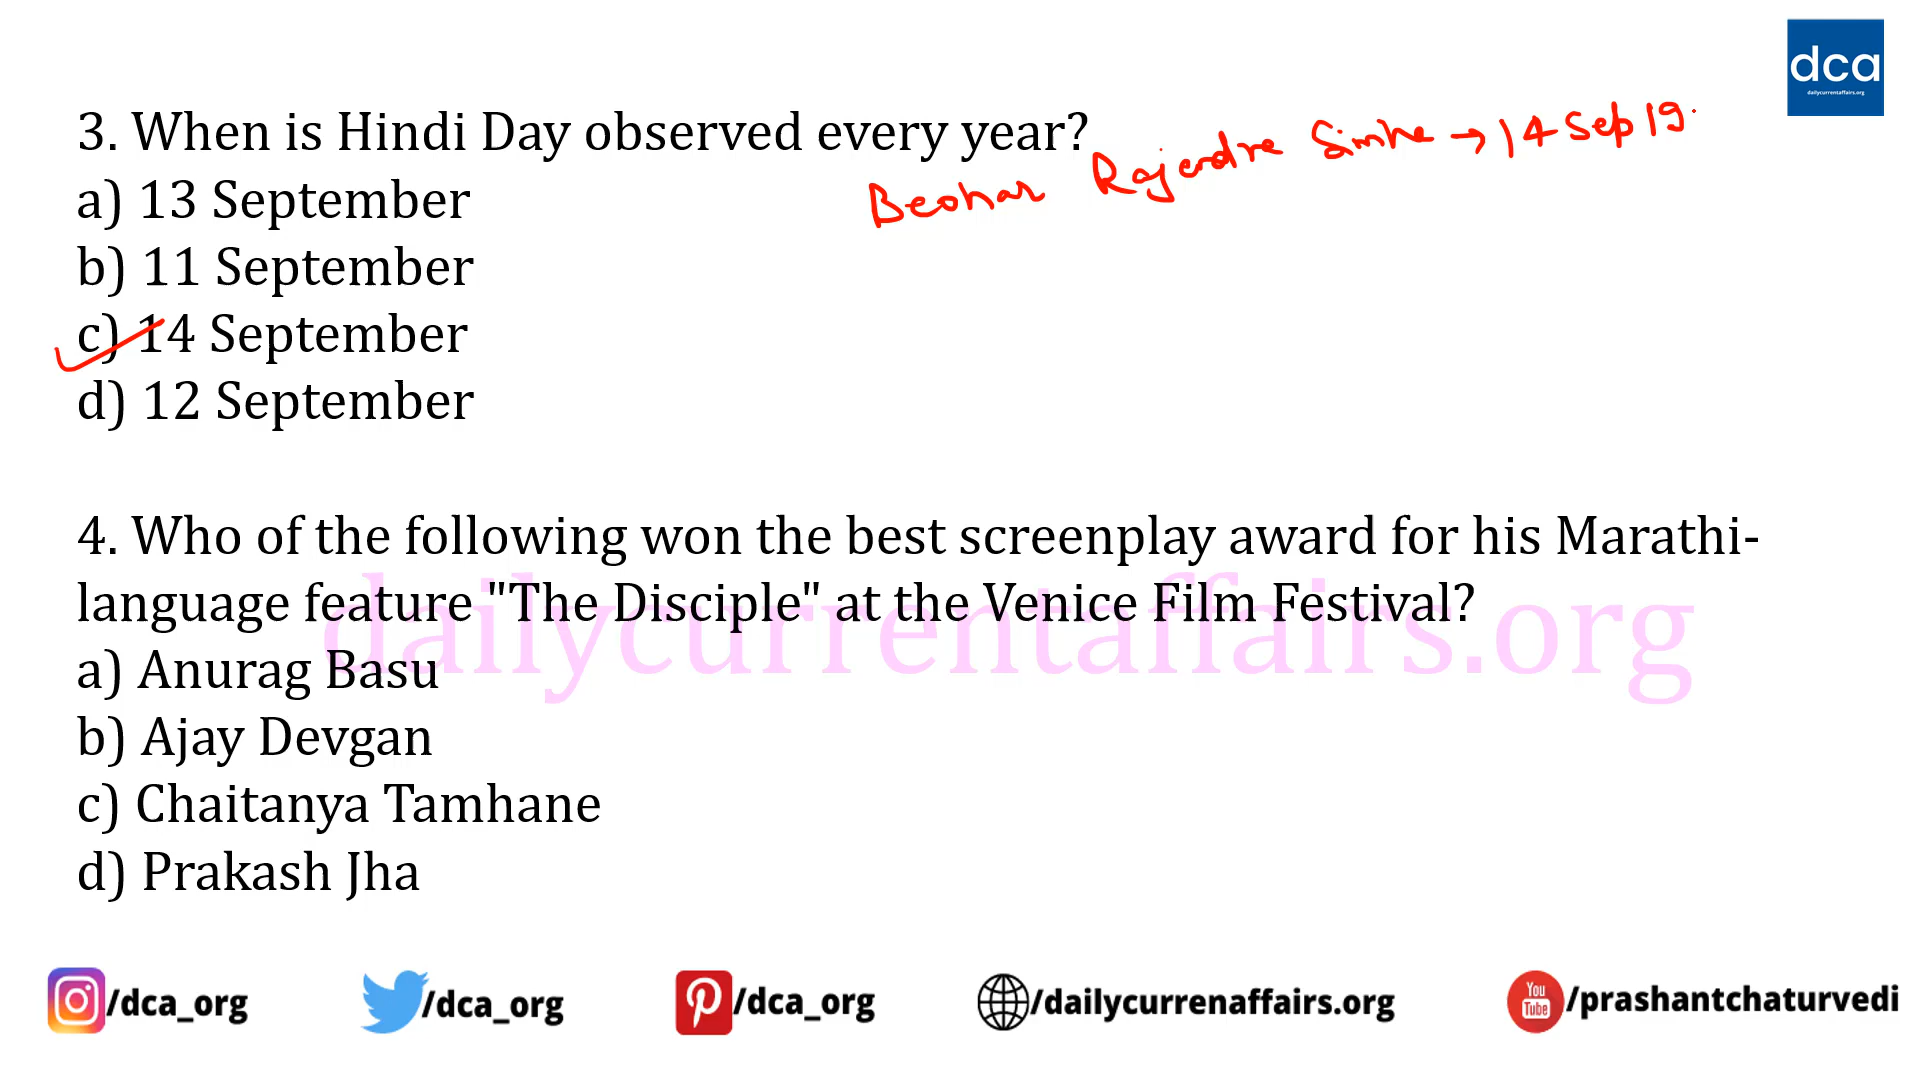 dca
dailycurrentaffairs.org
3. When is Hindi Day observed every year?
Beohar Rajendra Simha → 14 Sep 19.
a) 13 September
b) 11 September
c) 14 September
d) 12 September
4. Who of the following won the best screenplay award for his Marathi-
language feature "The Disciple" at the Venice Film Festival?
dailycurrentaffairs.org
a) Anurag Basu
b) Ajay Devgan
c) Chaitanya Tamhane
d) Prakash Jha
/dca_org /dca_org /dca_org /dailycurrenaffairs.org You Tube /prashantchaturvedi